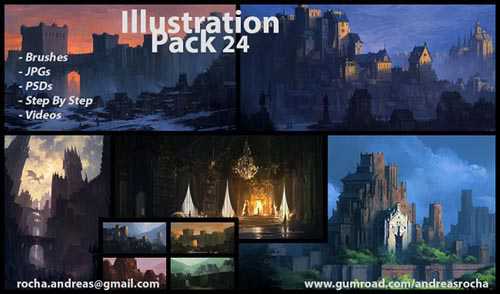 Illustration
Pack 24
- Brushes
- JPGs
- PSDs
- Step By Step
- Videos
rocha.andreas@gmail.com
www.gumroad.com/andreasrocha